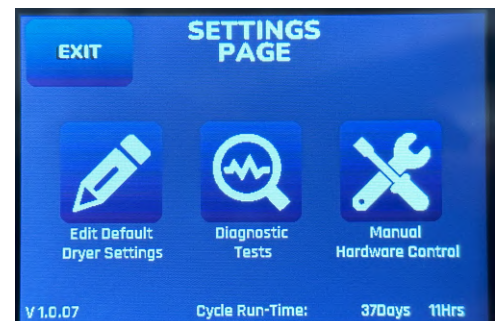 EXIT
SETTINGS
PAGE
Edit Default
Dryer Settings
Diagnostic
Tests
Manual
Hardware Control
V 1.0.07
Cycle Run-Time: 37Days 11Hrs